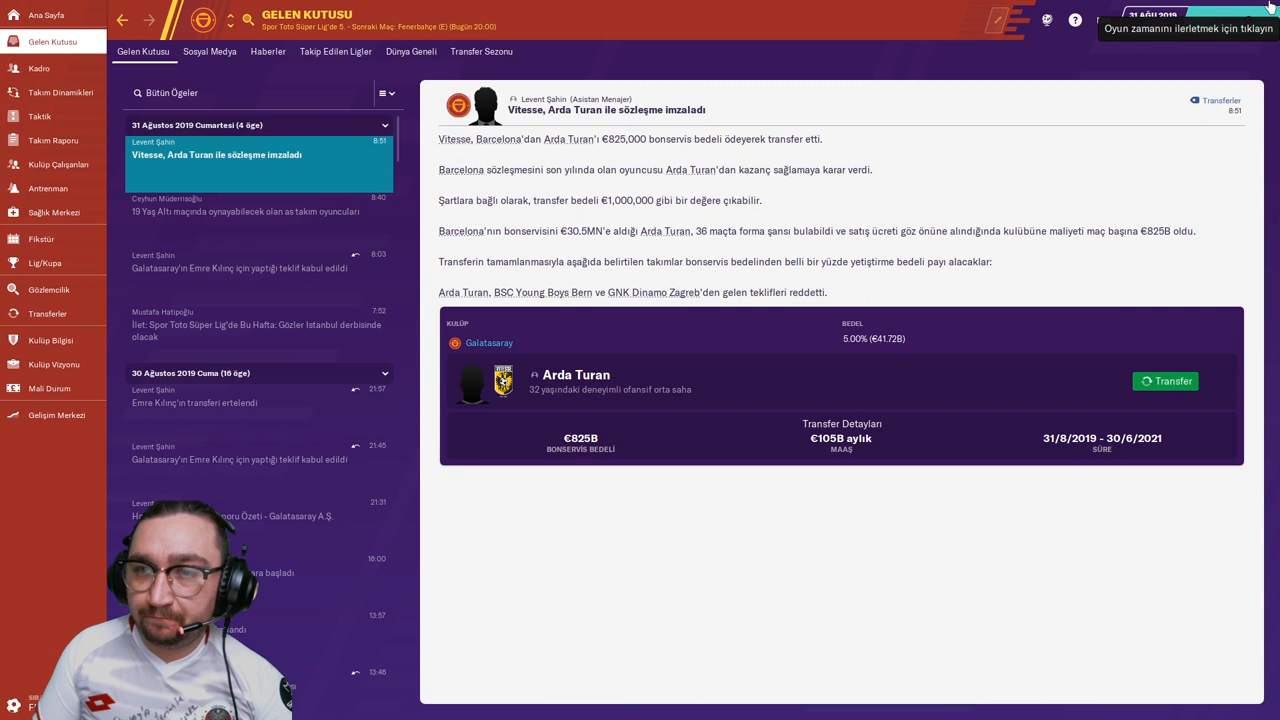 Ana Sayfa
Gelen Kutusu
Kadro
Takım Dinamikleri
Taktik
Takım Raporu
Kulüp Çalışanları
Antrenman
Sağlık Merkezi
Fikstür
Lig/Kupa
Gözlemcilik
Transferler
Kulüp Bilgisi
Kulüp Vizyonu
Mali Durum
Gelişim Merkezi
GELEN KUTUSU
Spor Toto Süper Lig'de 5. - Sonraki Maç: Fenerbahçe (E) (Bugün 20:00)
31 AĞU 2019
Oyun zamanını ilerletmek için tıklayın
Gelen Kutusu
Sosyal Medya
Haberler
Takip Edilen Ligler
Dünya Geneli
Transfer Sezonu
Bütün Ögeler
31 Ağustos 2019 Cumartesi (4 öge)
Levent Şahin 8:51
Vitesse, Arda Turan ile sözleşme imzaladı
Ceyhun Müderrisoğlu 8:40
19 Yaş Altı maçında oynayabilecek olan as takım oyuncuları
Levent Şahin 8:03
Galatasaray'ın Emre Kılınç için yaptığı teklif kabul edildi
Mustafa Hatipoğlu 7:52
İlet: Spor Toto Süper Lig'de Bu Hafta: Gözler Istanbul derbisinde
olacak
30 Ağustos 2019 Cuma (16 öge)
Levent Şahin 21:57
Emre Kılınç'ın transferi ertelendi
Levent Şahin 21:45
Galatasaray'ın Emre Kılınç için yaptığı teklif kabul edildi
Levent 21:31
poru Özeti - Galatasaray A.Ş.
16:00
ara başladı
13:57
andı
13:46
Levent Şahin (Asistan Menajer)
Vitesse, Arda Turan ile sözleşme imzaladı
Transferler
8:51
Vitesse, Barcelona'dan Arda Turan'ı €825,000 bonservis bedeli ödeyerek transfer etti.
Barcelona sözleşmesini son yılında olan oyuncusu Arda Turan'dan kazanç sağlamaya karar verdi.
Şartlara bağlı olarak, transfer bedeli €1,000,000 gibi bir değere çıkabilir.
Barcelona'nın bonservisini €30.5MN'e aldığı Arda Turan, 36 maçta forma şansı bulabildi ve satış ücreti göz önüne alındığında kulübüne maliyeti maç başına €825B oldu.
Transferin tamamlanmasıyla aşağıda belirtilen takımlar bonservis bedelinden belli bir yüzde yetiştirme bedeli payı alacaklar:
Arda Turan, BSC Young Boys Bern ve GNK Dinamo Zagreb'den gelen teklifleri reddetti.
KULÜP BEDEL
Galatasaray 5.00% (€41.72B)
Arda Turan
32 yaşındaki deneyimli ofansif orta saha
Transfer
Transfer Detayları
€825B €105B aylık 31/8/2019 - 30/6/2021
BONSERVİS BEDELİ MAAŞ SÜRE